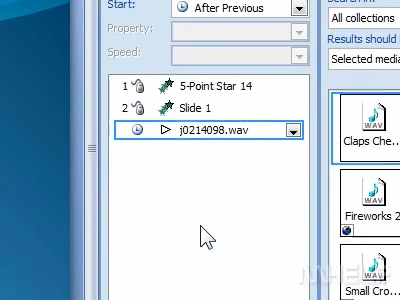 Start:
After Previous
Property:
Speed:
1 5-Point Star 14
2 Slide 1
j0214098.wav
All collections
Results should
Selected media
WAV
Claps Che...
WAV
Fireworks 2
WAV
Small Cro...